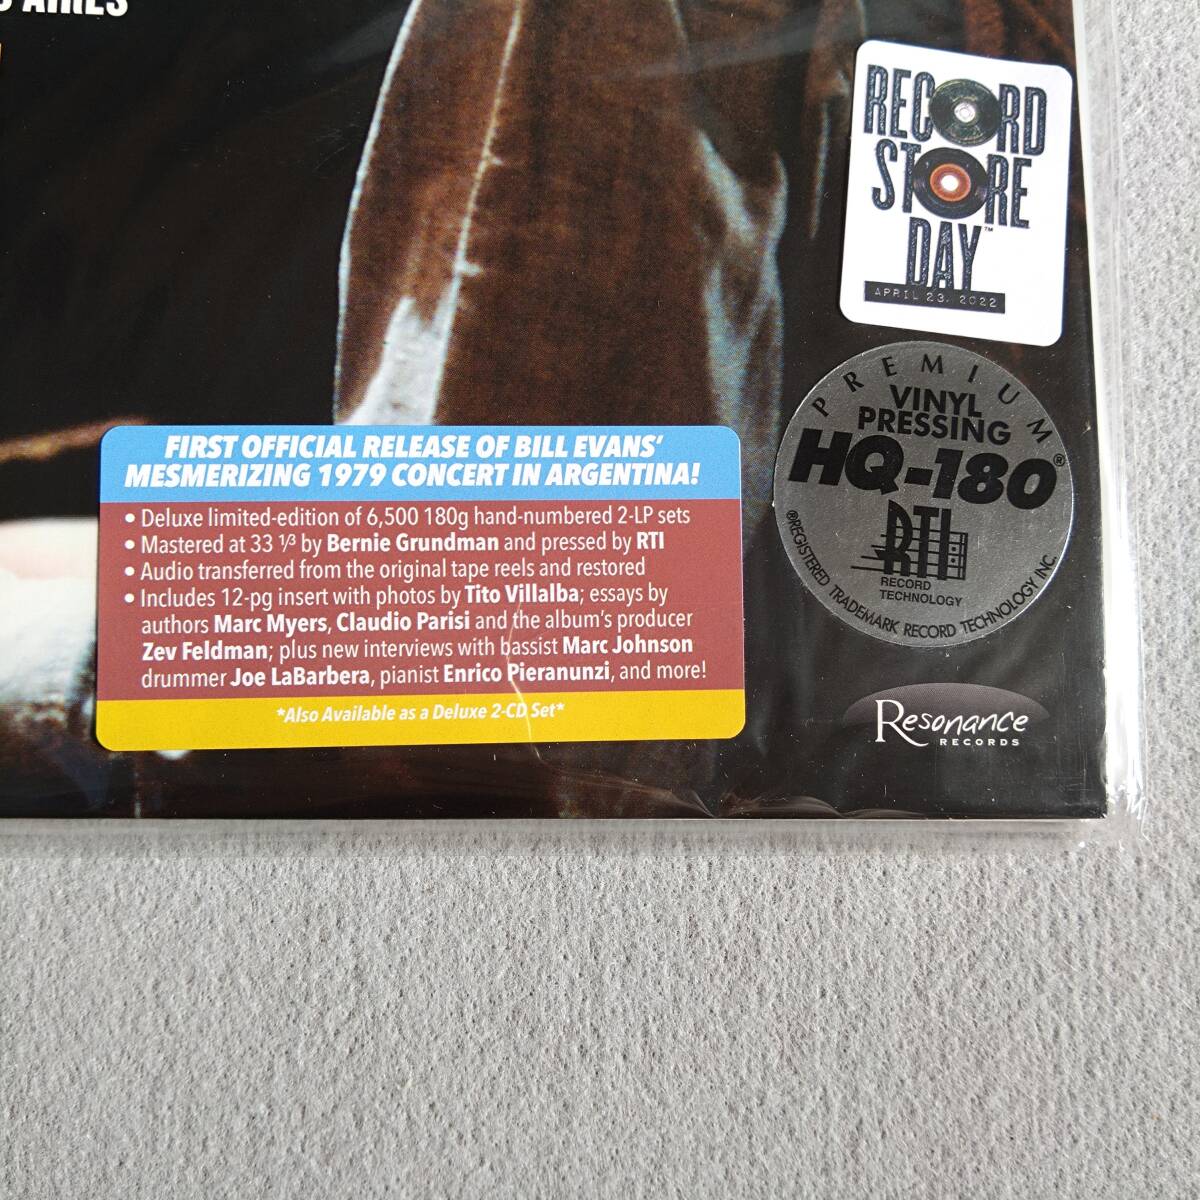 AIRES
RECORD
STORE
DAY™
APRIL 23, 2022
PREMIUM
VINYL
PRESSING
HQ-180®
RTI
RECORD
TECHNOLOGY
®REGISTERED TRADEMARK RECORD TECHNOLOGY INC.
FIRST OFFICIAL RELEASE OF BILL EVANS'
MESMERIZING 1979 CONCERT IN ARGENTINA!
• Deluxe limited-edition of 6,500 180g hand-numbered 2-LP sets
• Mastered at 33 1/3 by Bernie Grundman and pressed by RTI
• Audio transferred from the original tape reels and restored
• Includes 12-pg insert with photos by Tito Villalba; essays by
authors Marc Myers, Claudio Parisi and the album's producer
Zev Feldman; plus new interviews with bassist Marc Johnson
drummer Joe LaBarbera, pianist Enrico Pieranunzi, and more!
*Also Available as a Deluxe 2-CD Set*
Resonance
RECORDS